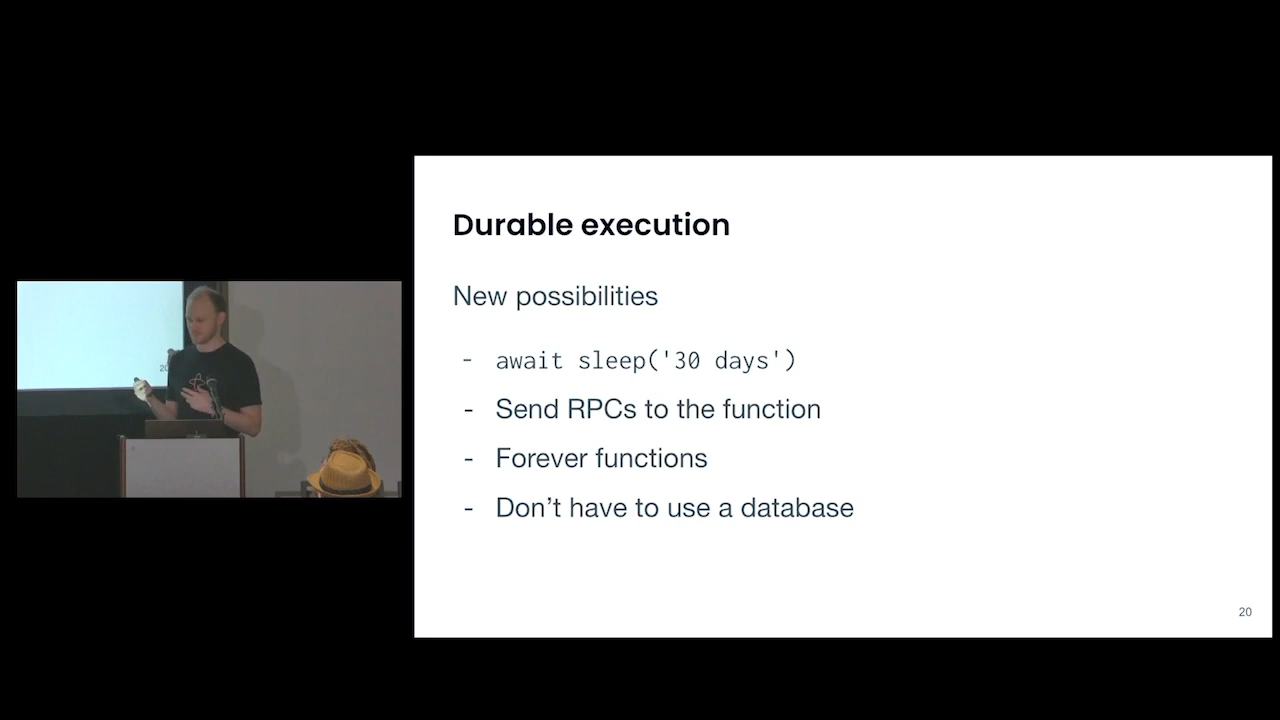 Durable execution
New possibilities
- await sleep('30 days')
- Send RPCs to the function
- Forever functions
- Don’t have to use a database
20